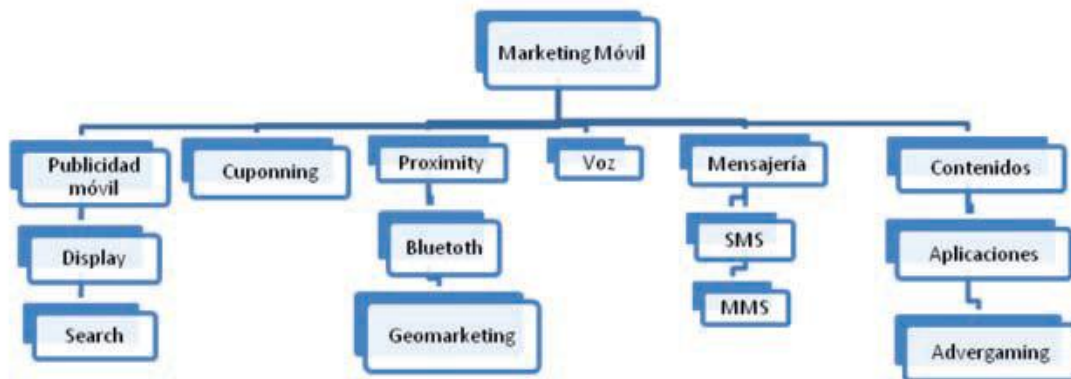 Marketing Móvil
Publicidad
móvil
Cuponning
Proximity
Voz
Mensajería
Contenidos
Display
Bluetoth
SMS
Aplicaciones
Search
Geomarketing
MMS
Advergaming